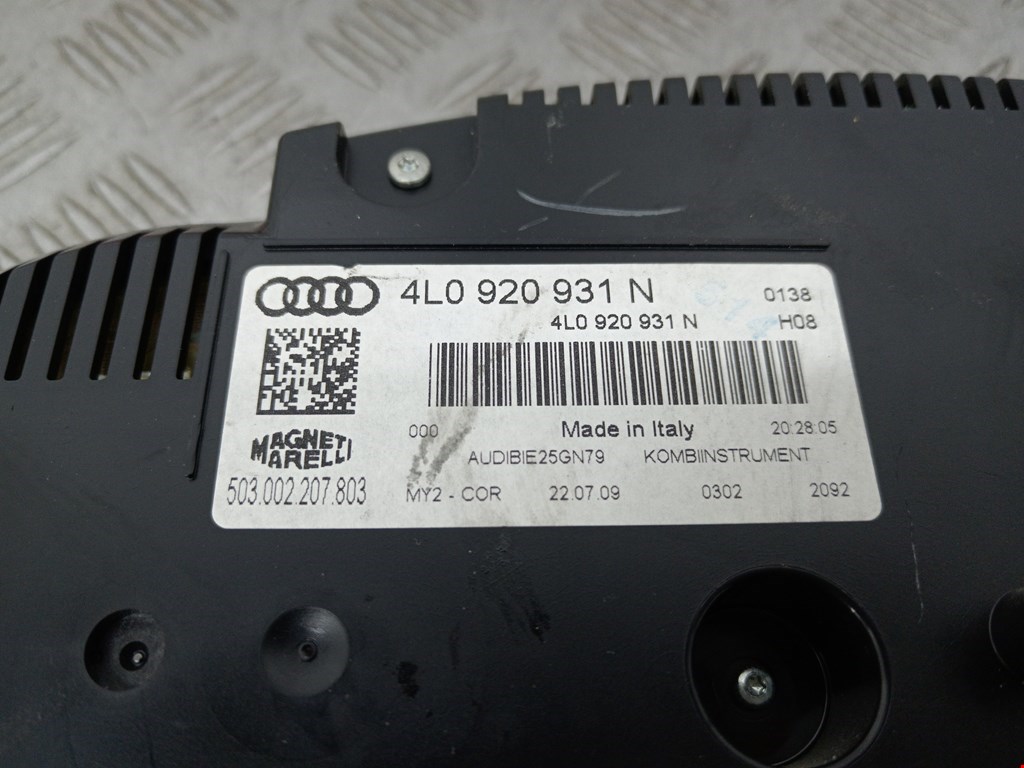 4L0 920 931 N 0138
4L0 920 931 N H08
000 Made in Italy 20:28:05
MAGNETI MARELLI
AUDIBIE25GN79 KOMBIINSTRUMENT
503.002.207.803 MY2 - COR 22.07.09 0302 2092